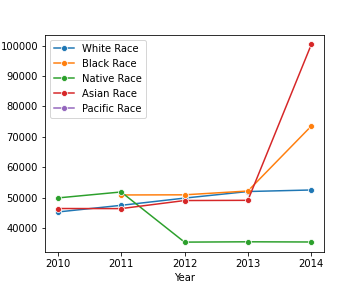 100000
90000
80000
70000
60000
50000
40000
White Race
Black Race
Native Race
Asian Race
Pacific Race
2010 2011 2012 2013 2014
Year